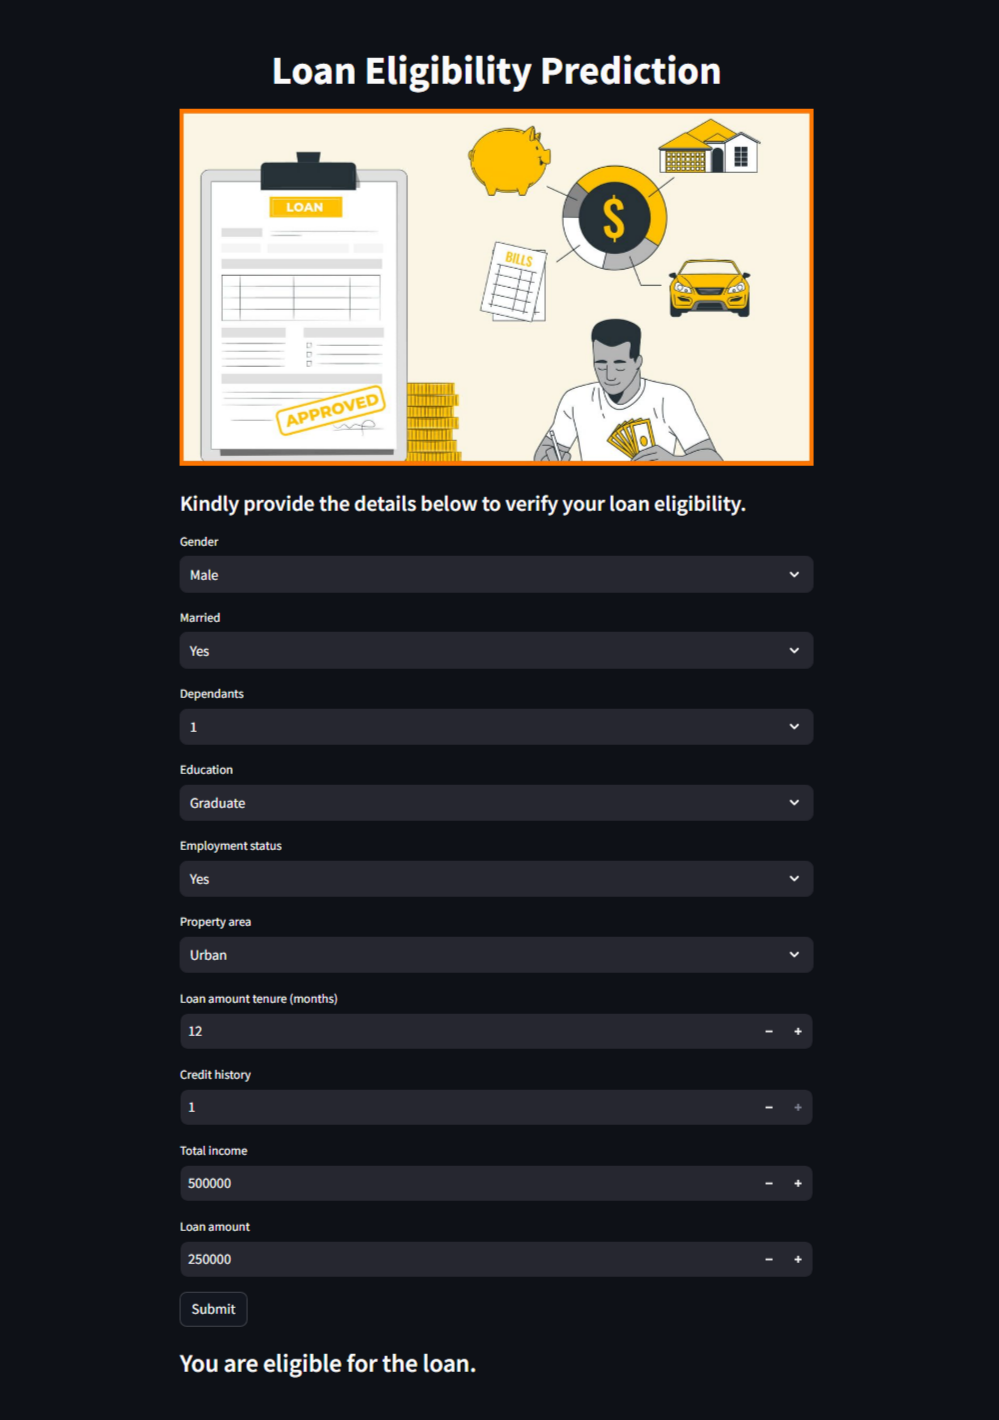 Loan Eligibility Prediction
LOAN
BILLS
$
APPROVED
Kindly provide the details below to verify your loan eligibility.
Gender
Male
Married
Yes
Dependants
1
Education
Graduate
Employment status
Yes
Property area
Urban
Loan amount tenure (months)
12
Credit history
1
Total income
500000
Loan amount
250000
Submit
You are eligible for the loan.